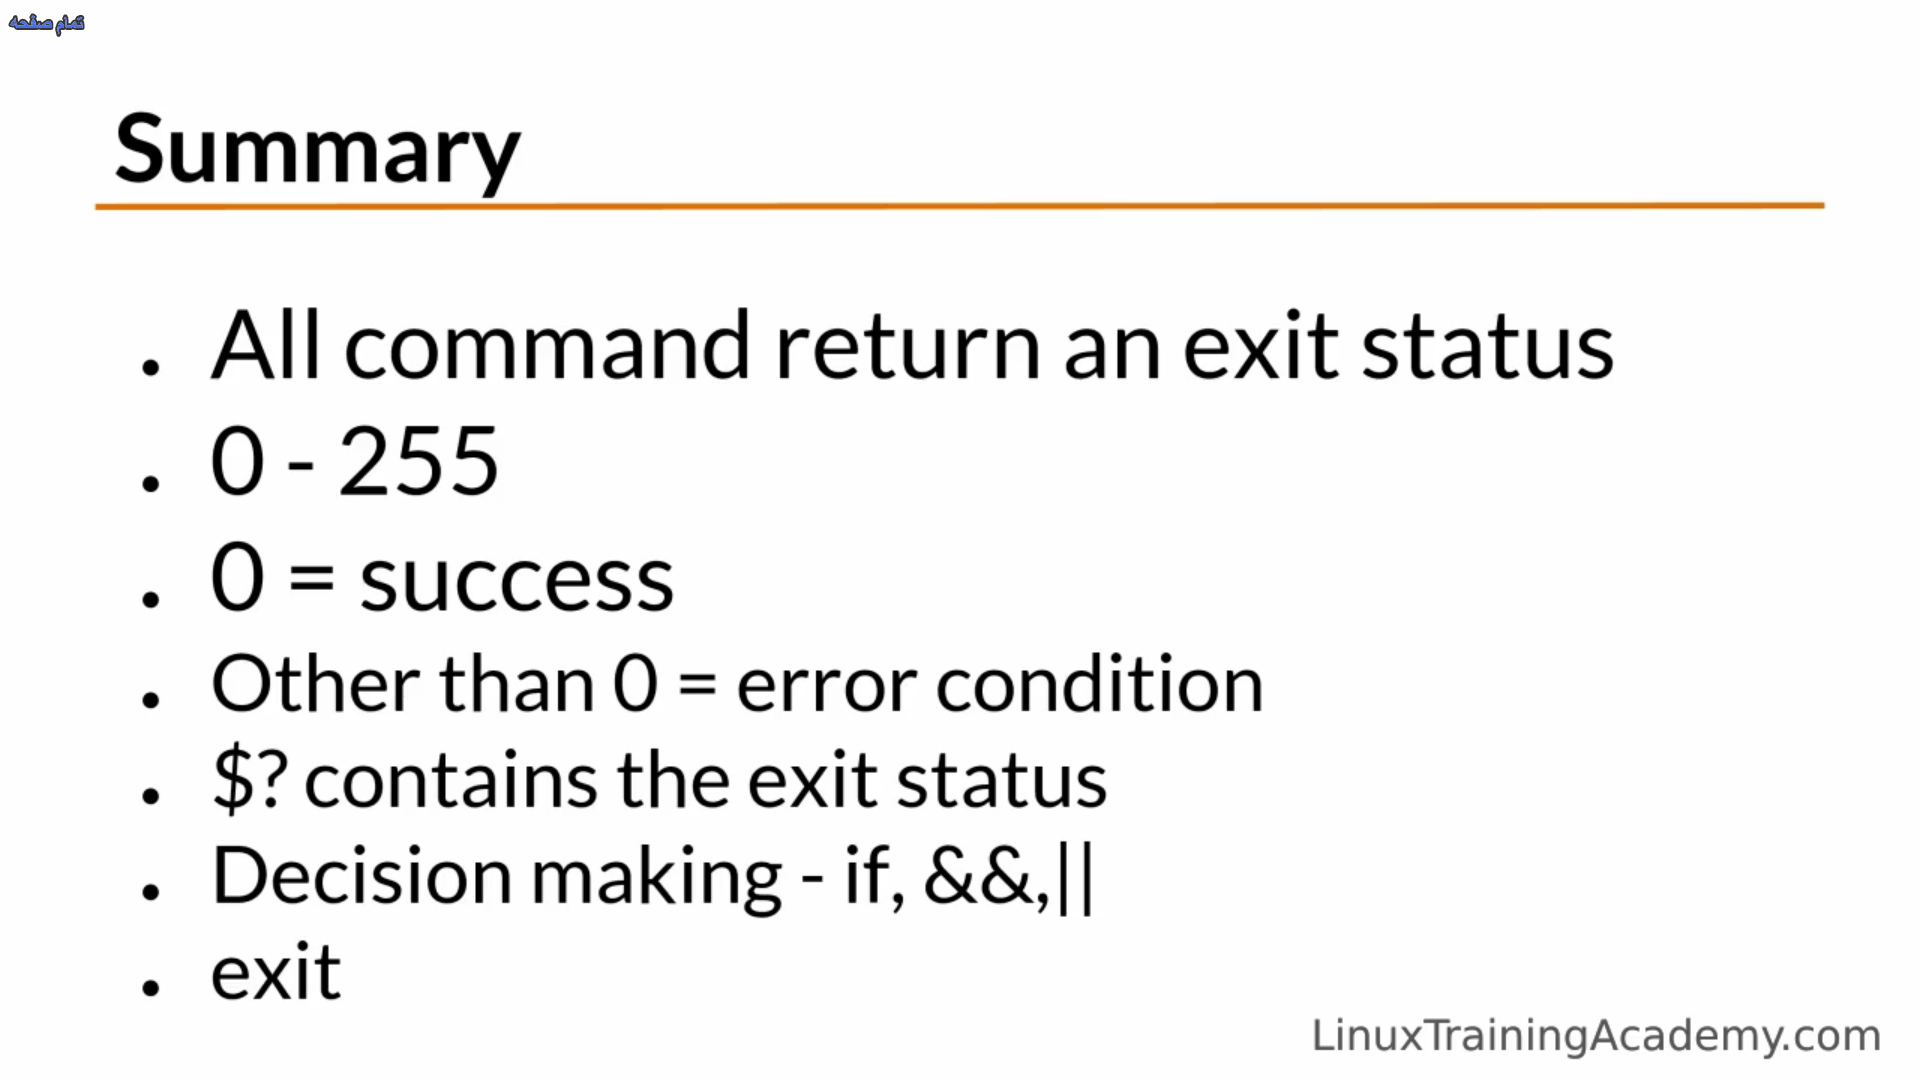 تمام صفحه
Summary
• All command return an exit status
• 0 - 255
• 0 = success
• Other than 0 = error condition
• $? contains the exit status
• Decision making - if, &&,||
• exit
LinuxTrainingAcademy.com